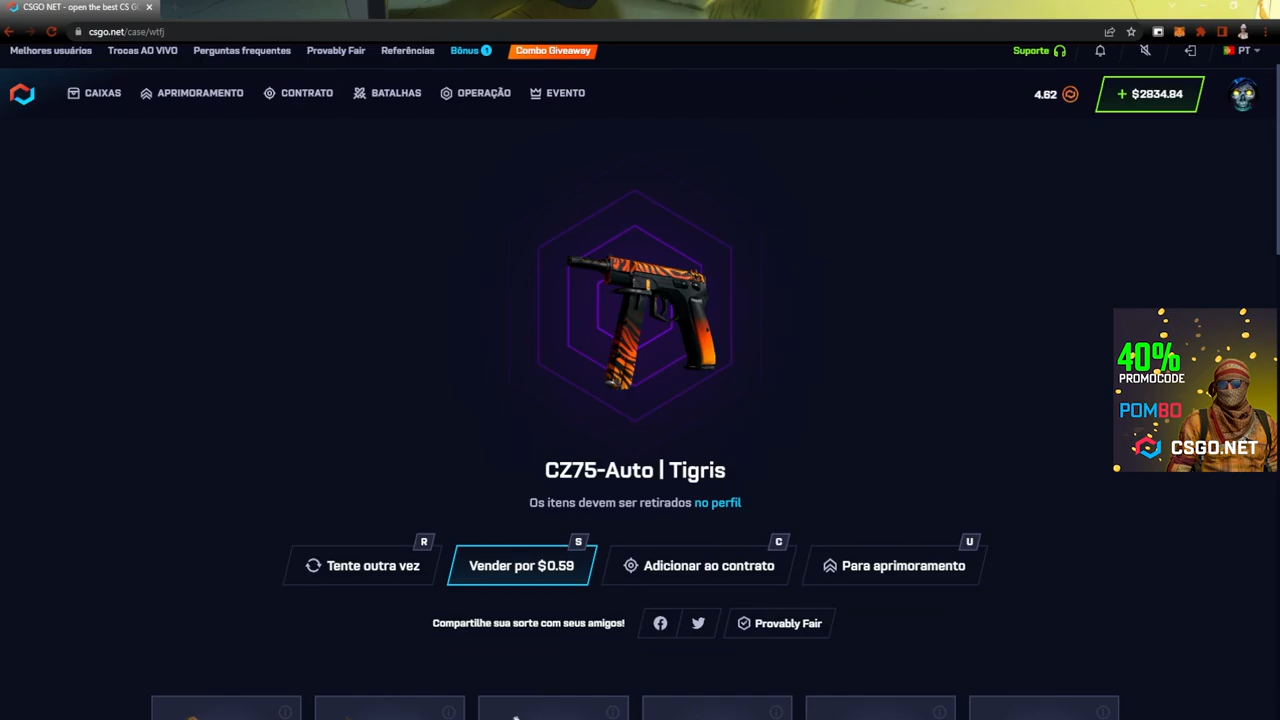 CSGO NET - open the best CS G
csgo.net/case/wtfj
Melhores usuários Trocas AO VIVO Perguntas frequentes Provably Fair Referências Bônus 1 Combo Giveaway Suporte PT
CAIXAS APRIMORAMENTO CONTRATO BATALHAS OPERAÇÃO EVENTO 4.62 + $2834.84
40%
PROMOCODE
POMBO
CSGO.NET
CZ75-Auto | Tigris
Os itens devem ser retirados no perfil
R S C U
Tente outra vez Vender por $0.59 Adicionar ao contrato Para aprimoramento
Compartilhe sua sorte com seus amigos! Provably Fair